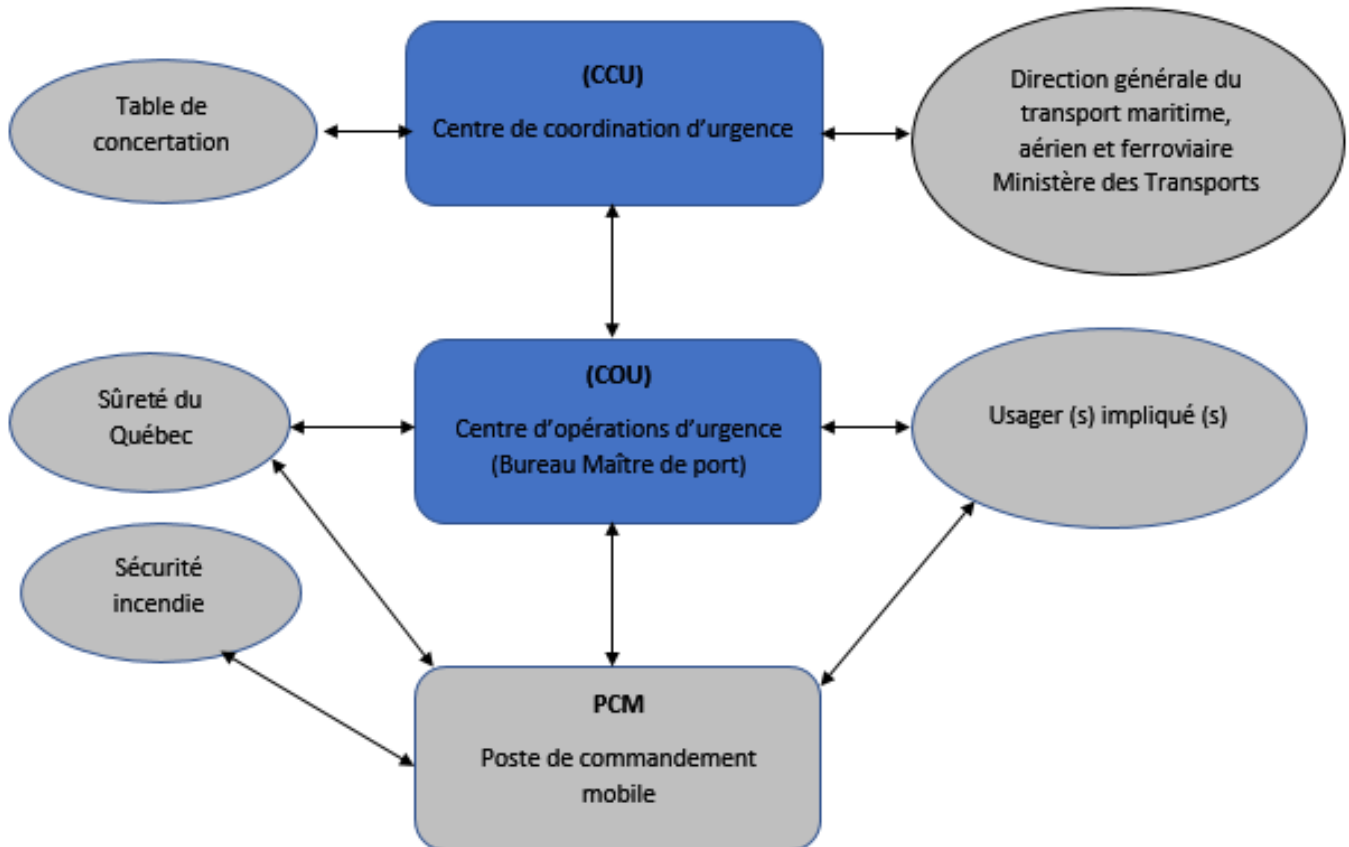 (CCU)
Centre de coordination d’urgence
Table de
concertation
Direction générale du
transport maritime,
aérien et ferroviaire
Ministère des Transports
(COU)
Centre d’opérations d’urgence
(Bureau Maître de port)
Sûreté du
Québec
Usager (s) impliqué (s)
Sécurité
incendie
PCM
Poste de commandement
mobile